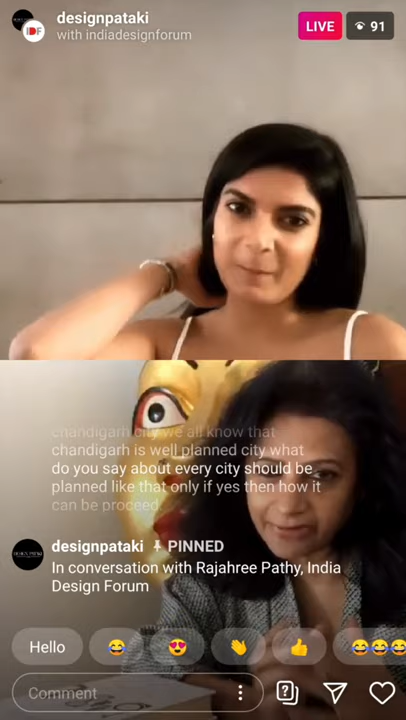 designpataki
with indiadesignforum
LIVE
91
IDF
chandigarh city we all know that
chandigarh is well planned city what
do you say about every city should be
planned like that only if yes then how it
can be proceed.
designpataki PINNED
In conversation with Rajahree Pathy, India
Design Forum
Hello
Comment